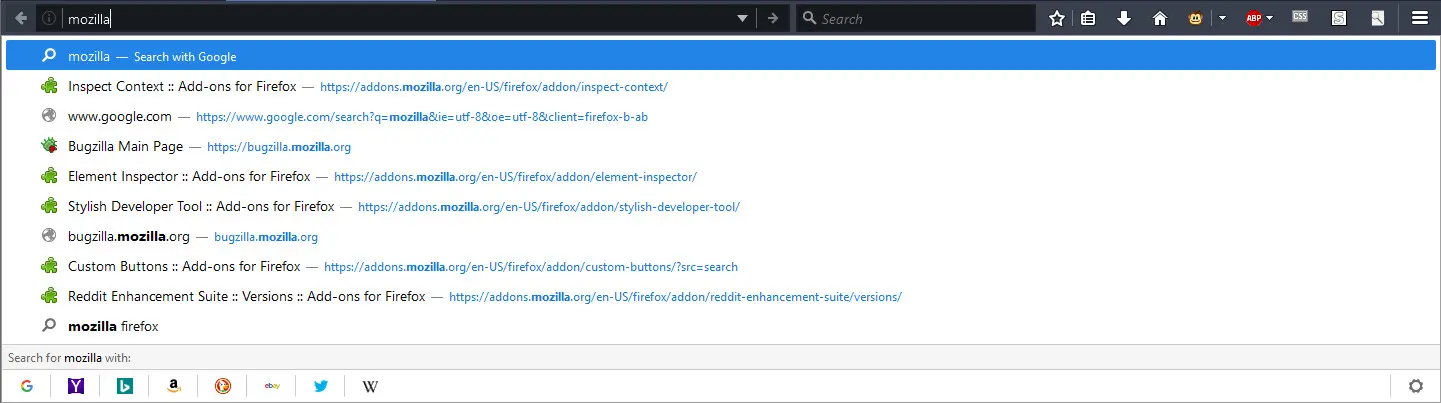 mozilla
Search
ABP
CSS
S
mozilla — Search with Google
Inspect Context :: Add-ons for Firefox — https://addons.mozilla.org/en-US/firefox/addon/inspect-context/
www.google.com — https://www.google.com/search?q=mozilla&ie=utf-8&oe=utf-8&client=firefox-b-ab
Bugzilla Main Page — https://bugzilla.mozilla.org
Element Inspector :: Add-ons for Firefox — https://addons.mozilla.org/en-US/firefox/addon/element-inspector/
Stylish Developer Tool :: Add-ons for Firefox — https://addons.mozilla.org/en-US/firefox/addon/stylish-developer-tool/
bugzilla.mozilla.org — bugzilla.mozilla.org
Custom Buttons :: Add-ons for Firefox — https://addons.mozilla.org/en-US/firefox/addon/custom-buttons/?src=search
Reddit Enhancement Suite :: Versions :: Add-ons for Firefox — https://addons.mozilla.org/en-US/firefox/addon/reddit-enhancement-suite/versions/
mozilla firefox
Search for mozilla with:
G Y b a ebay W